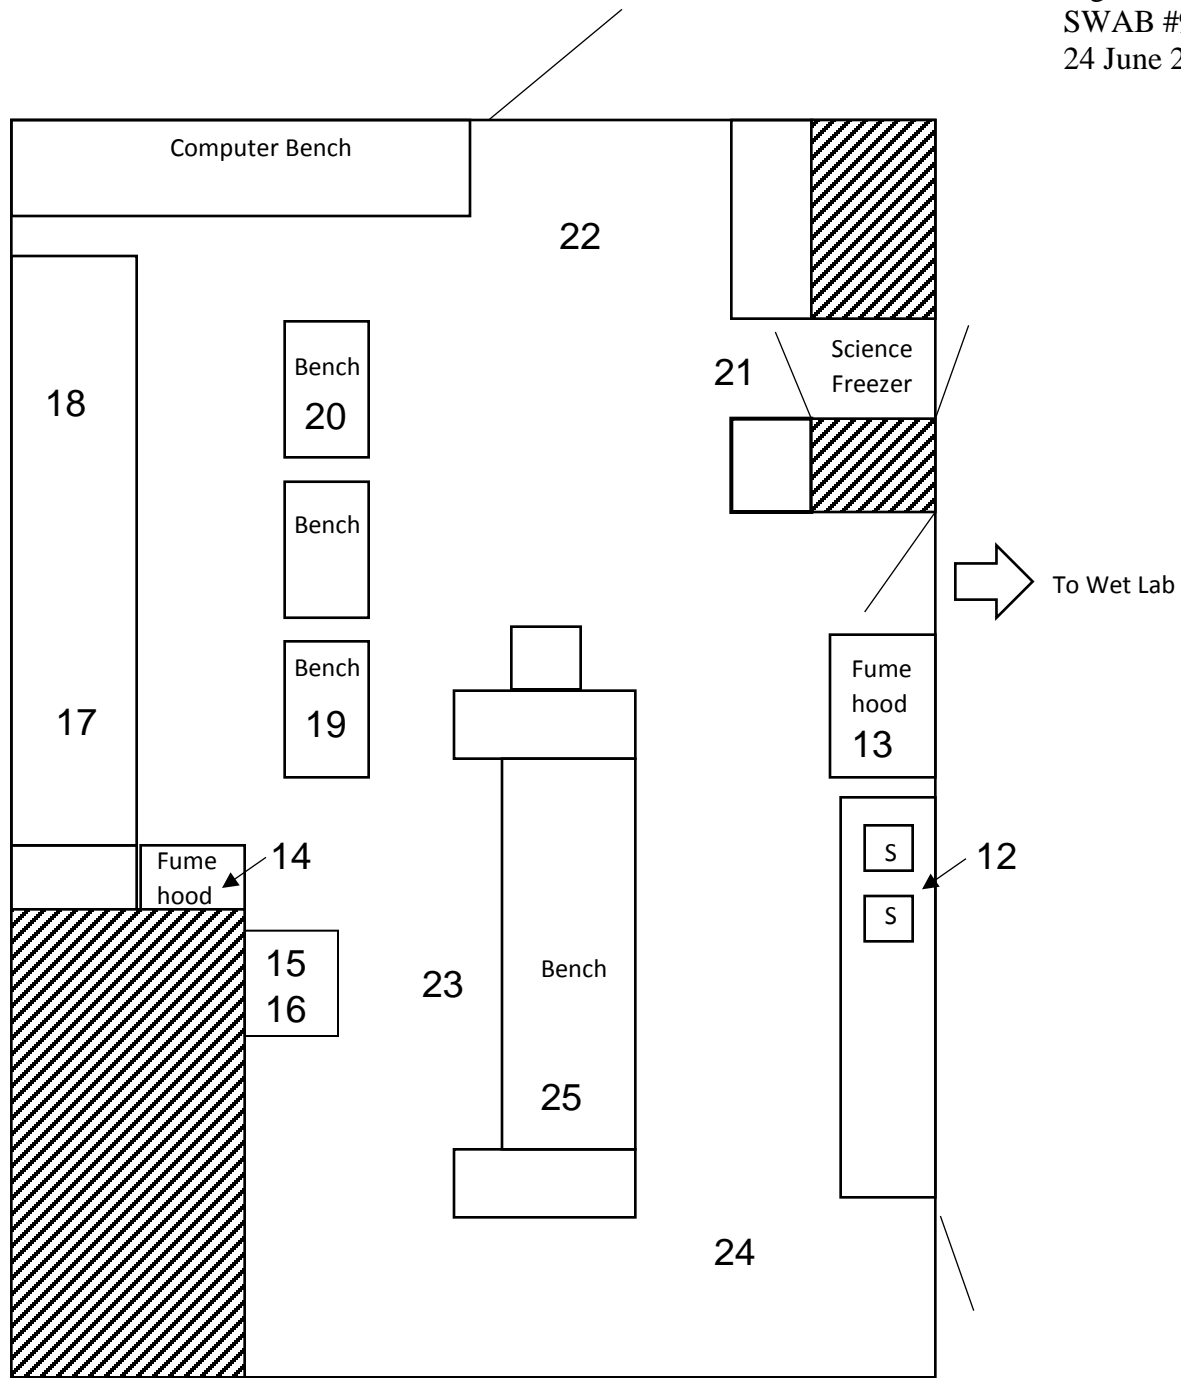 SWAB
24 June
Computer Bench
22
Science
Freezer
21
18
Bench
20
Bench
To Wet Lab
Bench
19
17
Fume
hood
13
Fume
hood
14
S
12
S
15
16
23
Bench
25
24